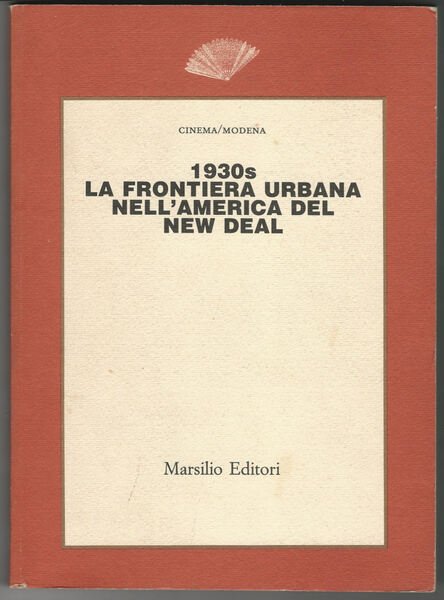 CINEMA/MODENA
1930s
LA FRONTIERA URBANA
NELL'AMERICA DEL
NEW DEAL
Marsilio Editori